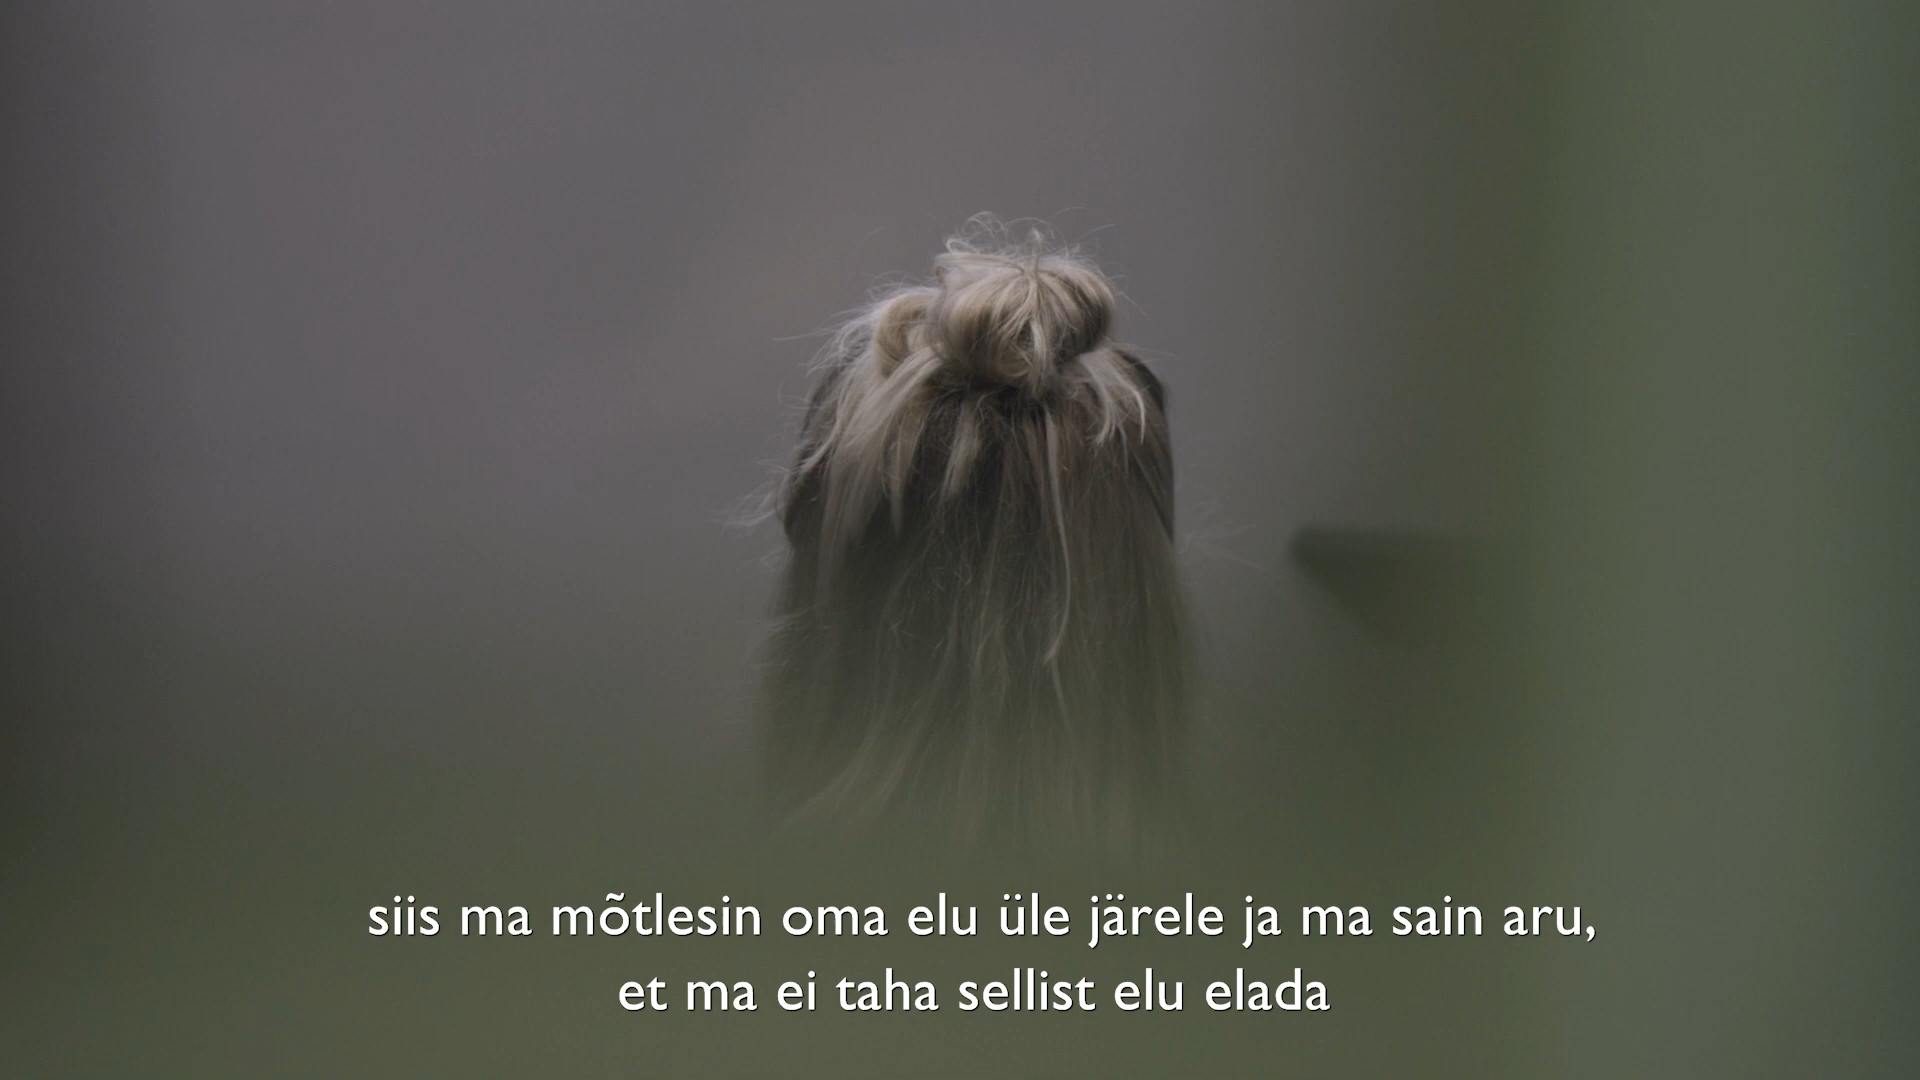 siis ma mõtlesin oma elu üle järele ja ma sain aru,
et ma ei taha sellist elu elada